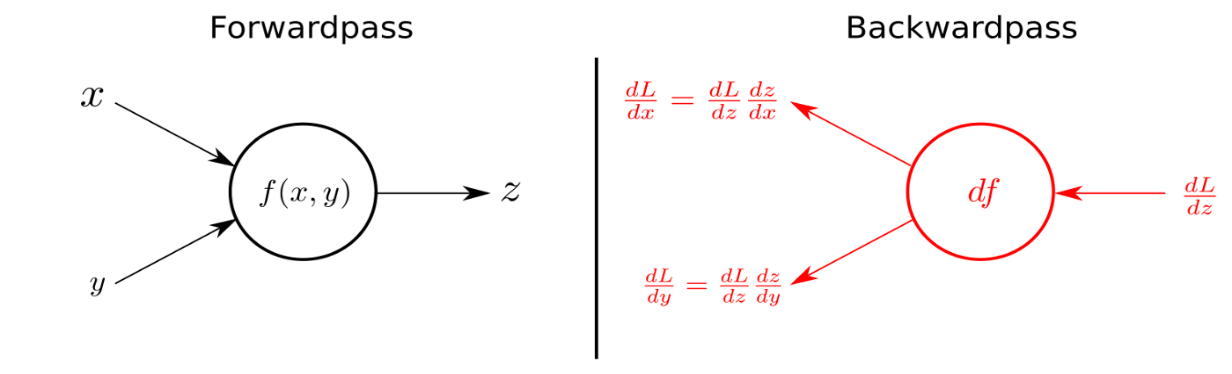 Forwardpass
x
f(x, y)
z
y
Backwardpass
dL/dx = dL/dz dz/dx
df
dL/dz
dL/dy = dL/dz dz/dy